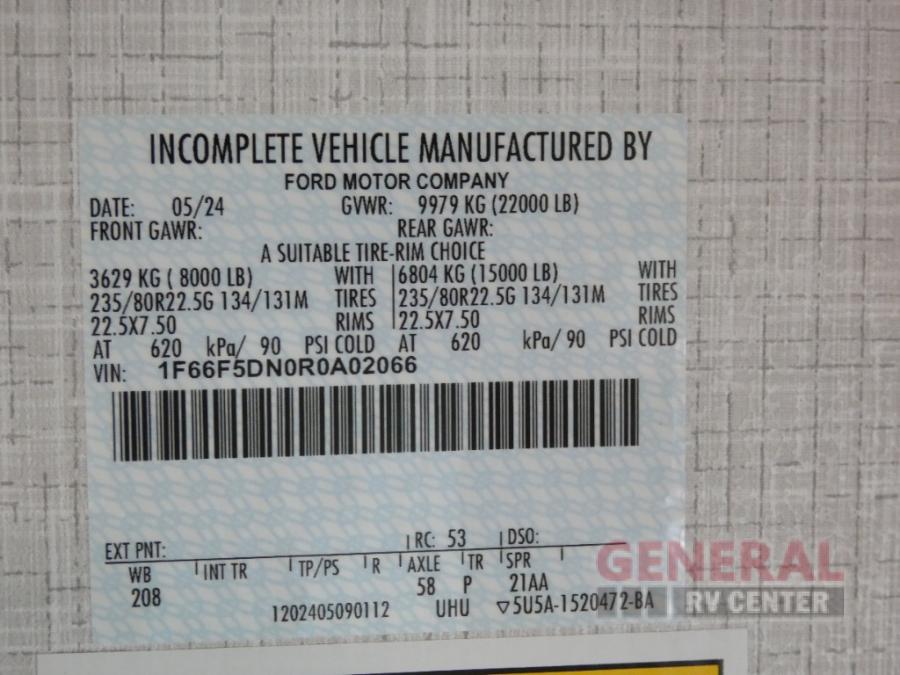 INCOMPLETE VEHICLE MANUFACTURED BY
FORD MOTOR COMPANY
DATE: 05/24 GVWR: 9979 KG (22000 LB)
FRONT GAWR: REAR GAWR:
A SUITABLE TIRE-RIM CHOICE
3629 KG ( 8000 LB) WITH 6804 KG (15000 LB) WITH
235/80R22.5G 134/131M TIRES 235/80R22.5G 134/131M TIRES
22.5X7.50 RIMS 22.5X7.50 RIMS
AT 620 kPa/ 90 PSI COLD AT 620 kPa/ 90 PSI COLD
VIN: 1F66F5DN0R0A02066
EXT PNT: RC: 53 DSO:
WB INT TR TP/PS R AXLE TR SPR
208 58 P 21AA
1202405090112 UHU ▽5U5A-1520472-BA
GENERAL
RV CENTER